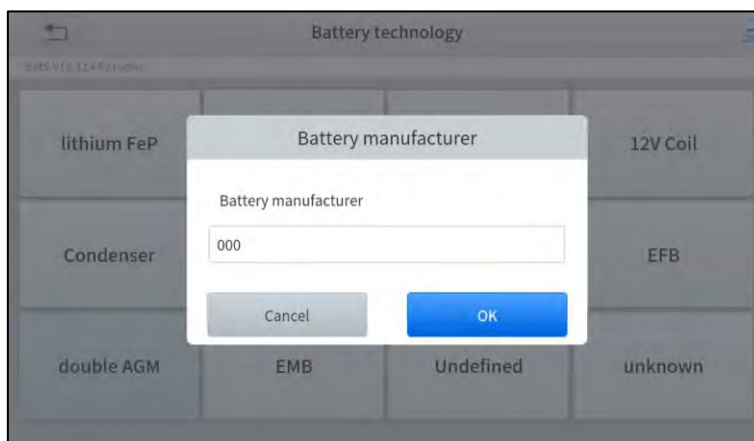 Battery technology
lithium FeP
12V Coil
Battery manufacturer
Battery manufacturer
000
Condenser
EFB
Cancel
OK
double AGM
EMB
Undefined
unknown